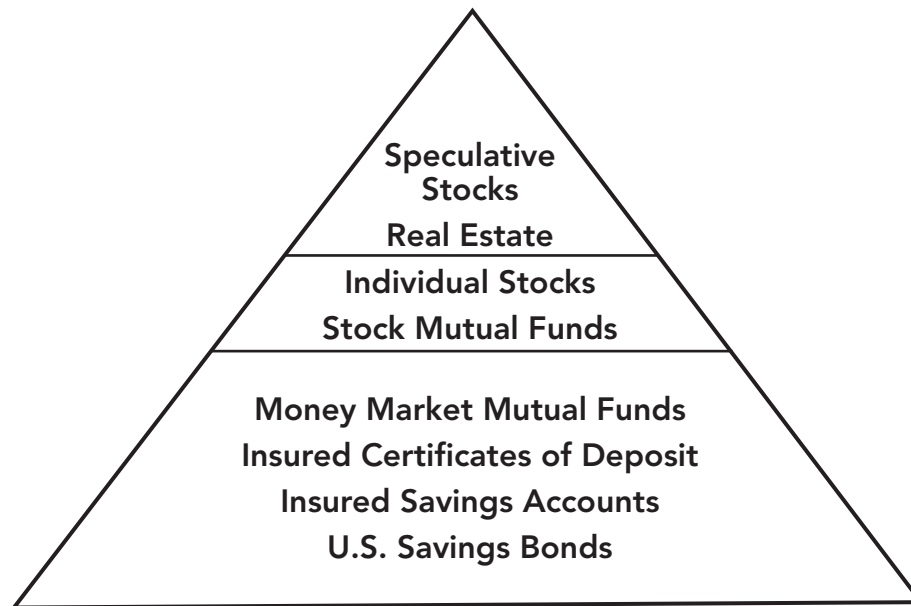 Speculative
Stocks
Real Estate
Individual Stocks
Stock Mutual Funds
Money Market Mutual Funds
Insured Certificates of Deposit
Insured Savings Accounts
U.S. Savings Bonds